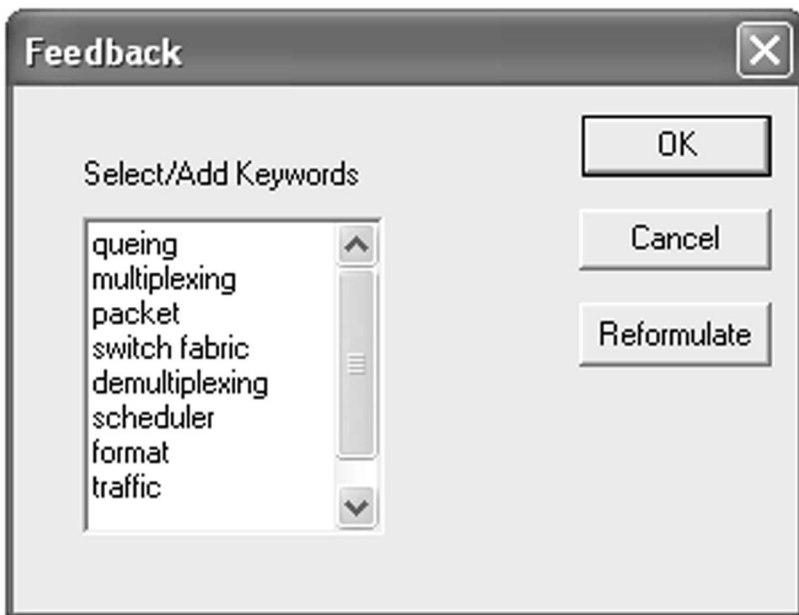 Feedback
Select/Add Keywords
queing
multiplexing
packet
switch fabric
demultiplexing
scheduler
format
traffic
OK
Cancel
Reformulate